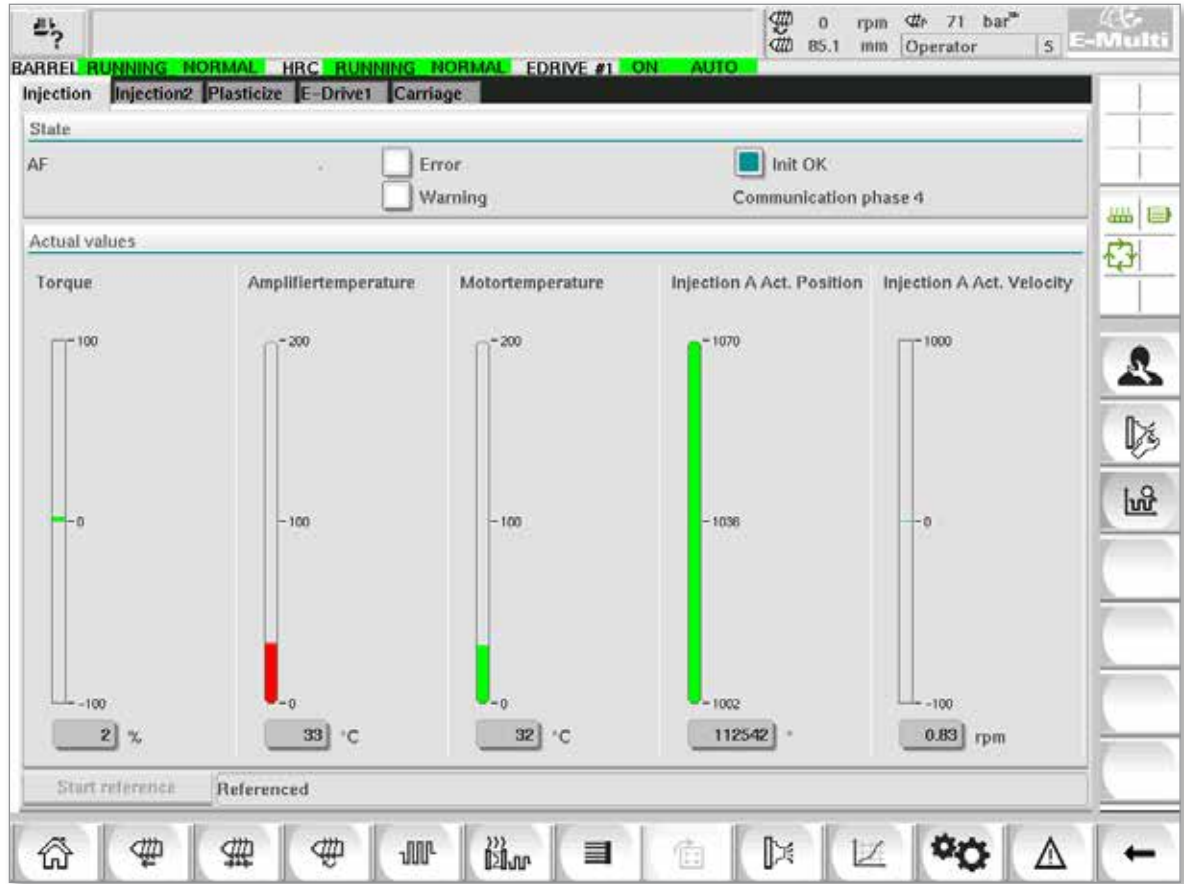 ? 0 rpm 71 bar
85.1 mm Operator 5 E-Multi
BARREL RUNNING NORMAL HRC RUNNING NORMAL EDRIVE #1 ON AUTO
Injection Injection2 Plasticize E-Drive1 Carriage
State
AF Error Init OK
Warning Communication phase 4
Actual values
Torque Amplifiertemperature Motortemperature Injection A Act. Position Injection A Act. Velocity
100 200 200 1070 1000
0 100 100 1036 0
-100 0 0 1002 -100
2 % 33 °C 32 °C 112542 ° 0.83 rpm
Start reference Referenced